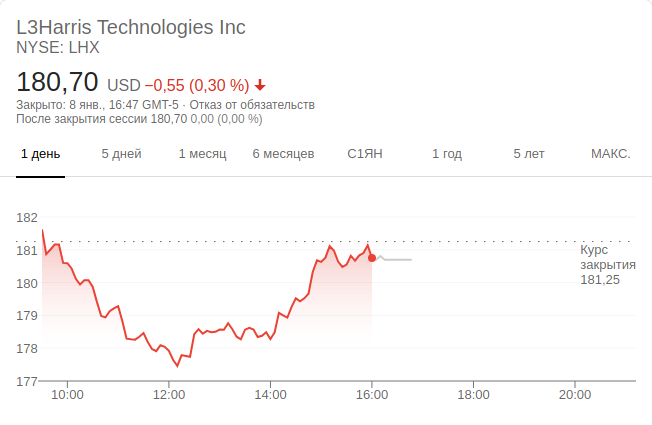 L3Harris Technologies Inc
NYSE: LHX
180,70 USD −0,55 (0,30 %)
Закрыто: 8 янв., 16:47 GMT-5 · Отказ от обязательств
После закрытия сессии 180,70 0,00 (0,00 %)
1 день 5 дней 1 месяц 6 месяцев С1ЯН 1 год 5 лет МАКС.
182
181
180
179
178
177
Курс
закрытия
181,25
10:00 12:00 14:00 16:00 18:00 20:00